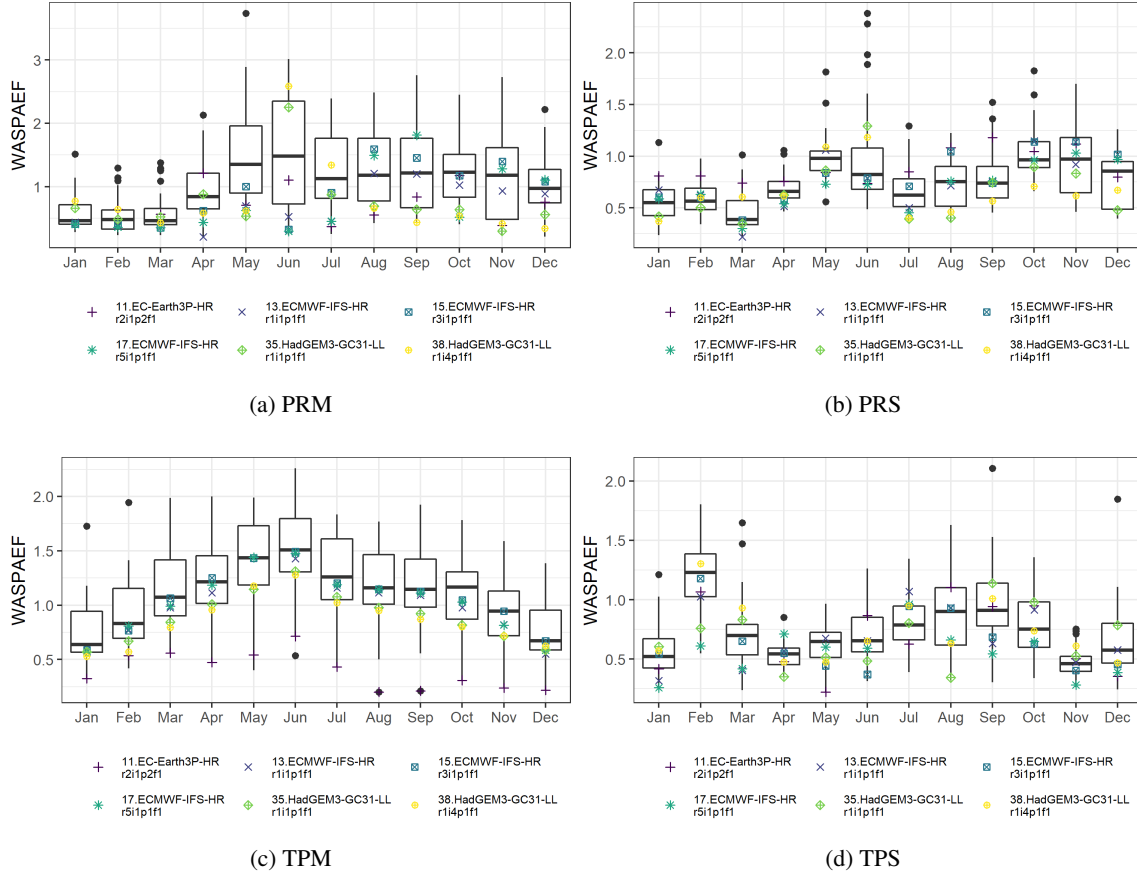 WASPAEF
3
2
1
Jan Feb Mar Apr May Jun Jul Aug Sep Oct Nov Dec
11.EC-Earth3P-HR
r2i1p2f1
13.ECMWF-IFS-HR
r1i1p1f1
15.ECMWF-IFS-HR
r3i1p1f1
17.ECMWF-IFS-HR
r5i1p1f1
35.HadGEM3-GC31-LL
r1i1p1f1
38.HadGEM3-GC31-LL
r1i4p1f1
(a) PRM
WASPAEF
2.0
1.5
1.0
0.5
Jan Feb Mar Apr May Jun Jul Aug Sep Oct Nov Dec
11.EC-Earth3P-HR
r2i1p2f1
13.ECMWF-IFS-HR
r1i1p1f1
15.ECMWF-IFS-HR
r3i1p1f1
17.ECMWF-IFS-HR
r5i1p1f1
35.HadGEM3-GC31-LL
r1i1p1f1
38.HadGEM3-GC31-LL
r1i4p1f1
(b) PRS
WASPAEF
2.0
1.5
1.0
0.5
Jan Feb Mar Apr May Jun Jul Aug Sep Oct Nov Dec
11.EC-Earth3P-HR
r2i1p2f1
13.ECMWF-IFS-HR
r1i1p1f1
15.ECMWF-IFS-HR
r3i1p1f1
17.ECMWF-IFS-HR
r5i1p1f1
35.HadGEM3-GC31-LL
r1i1p1f1
38.HadGEM3-GC31-LL
r1i4p1f1
(c) TPM
WASPAEF
2.0
1.5
1.0
0.5
Jan Feb Mar Apr May Jun Jul Aug Sep Oct Nov Dec
11.EC-Earth3P-HR
r2i1p2f1
13.ECMWF-IFS-HR
r1i1p1f1
15.ECMWF-IFS-HR
r3i1p1f1
17.ECMWF-IFS-HR
r5i1p1f1
35.HadGEM3-GC31-LL
r1i1p1f1
38.HadGEM3-GC31-LL
r1i4p1f1
(d) TPS